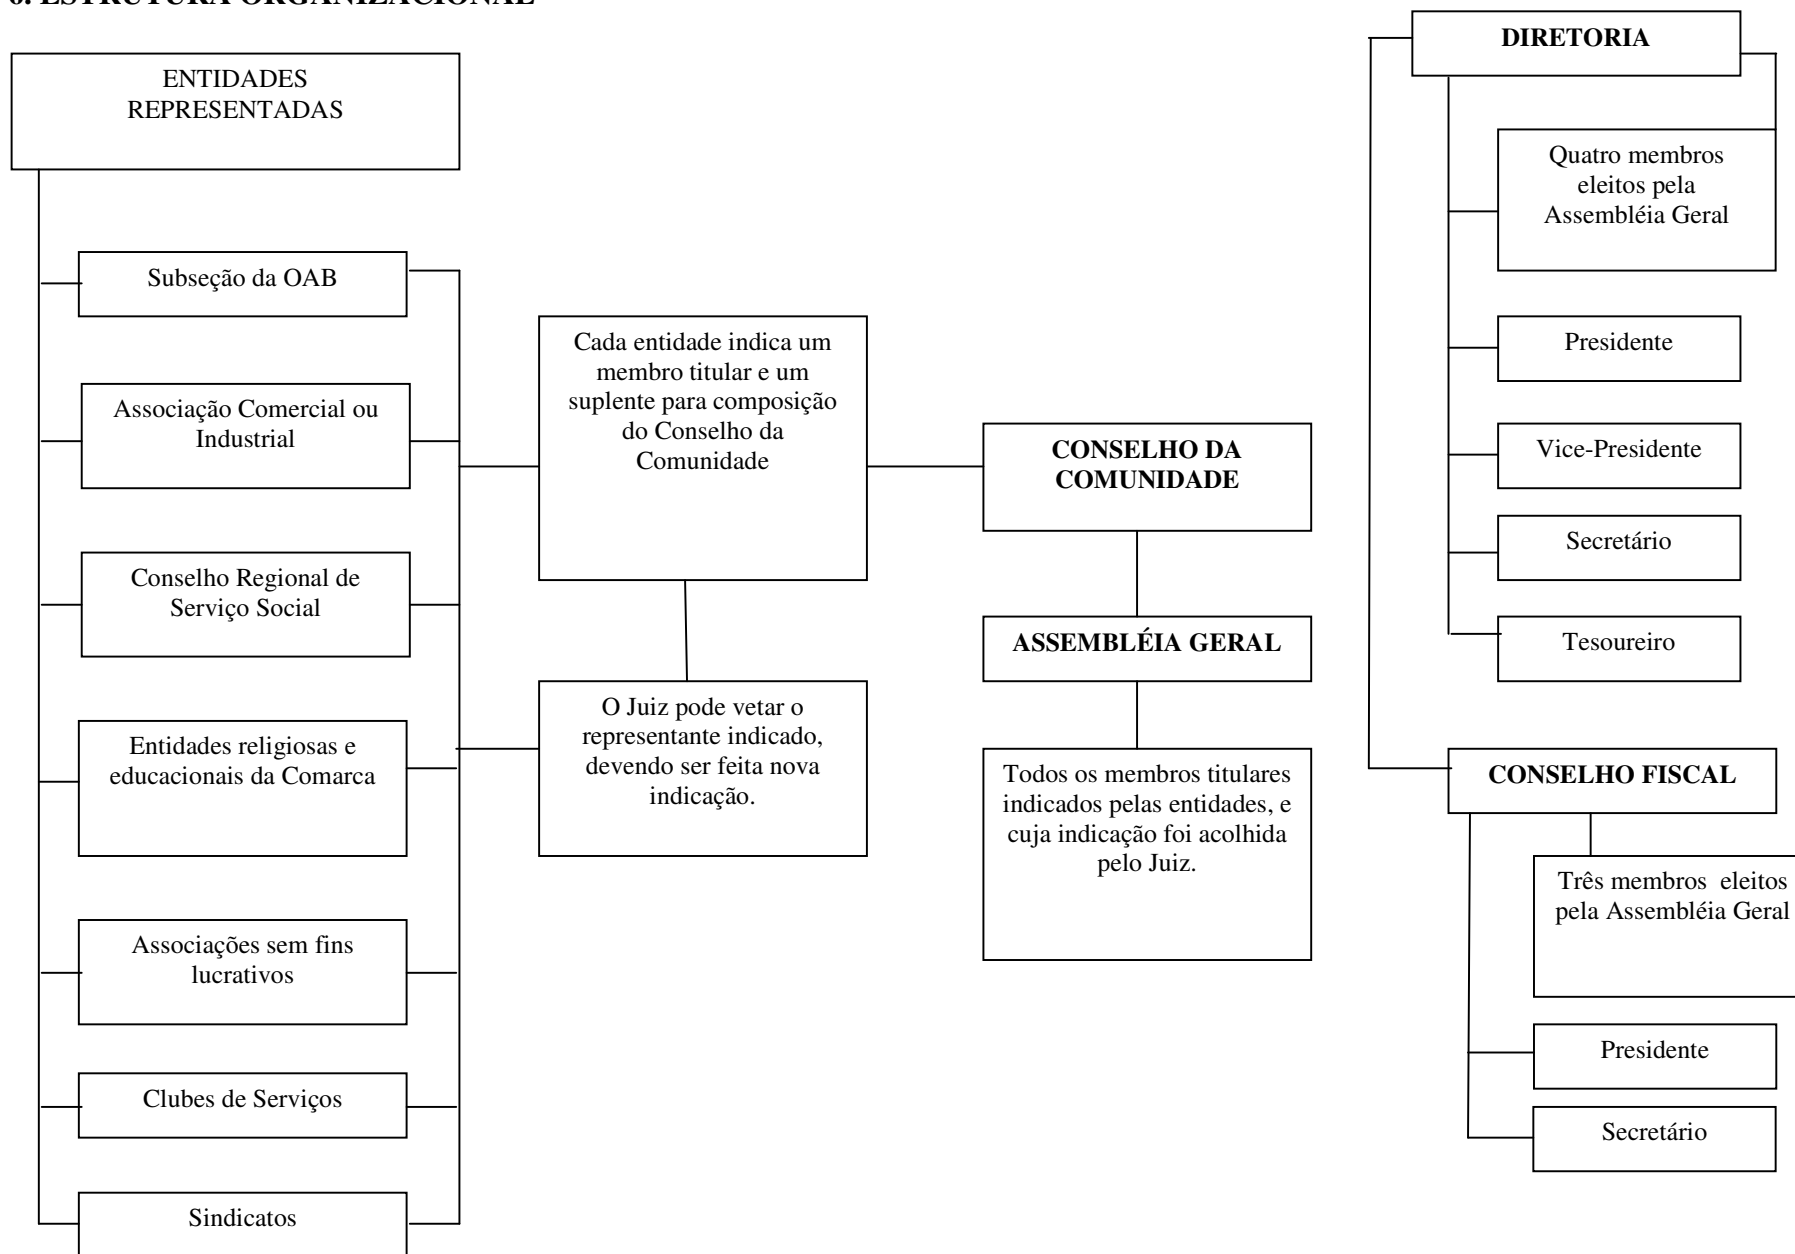 6. ESTRUTURA ORGANIZACIONAL
ENTIDADES
REPRESENTADAS
Subseção da OAB
Associação Comercial ou
Industrial
Conselho Regional de
Serviço Social
Entidades religiosas e
educacionais da Comarca
Associações sem fins
lucrativos
Clubes de Serviços
Sindicatos
Cada entidade indica um
membro titular e um
suplente para composição
do Conselho da
Comunidade
O Juiz pode vetar o
representante indicado,
devendo ser feita nova
indicação.
CONSELHO DA
COMUNIDADE
ASSEMBLÉIA GERAL
Todos os membros titulares
indicados pelas entidades, e
cuja indicação foi acolhida
pelo Juiz.
DIRETORIA
Quatro membros
eleitos pela
Assembléia Geral
Presidente
Vice-Presidente
Secretário
Tesoureiro
CONSELHO FISCAL
Três membros  eleitos
pela Assembléia Geral
Presidente
Secretário